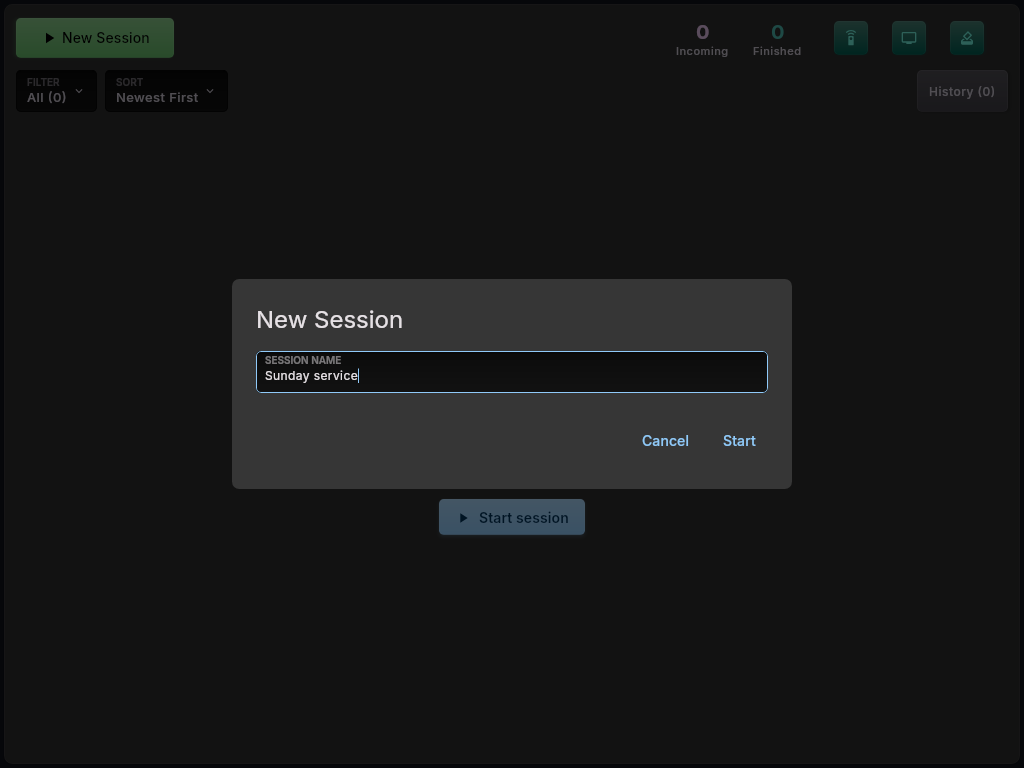 New Session
0
Incoming
0
Finished
FILTER
All (0)
SORT
Newest First
History (0)
New Session
SESSION NAME
Sunday service
Cancel
Start
Start session